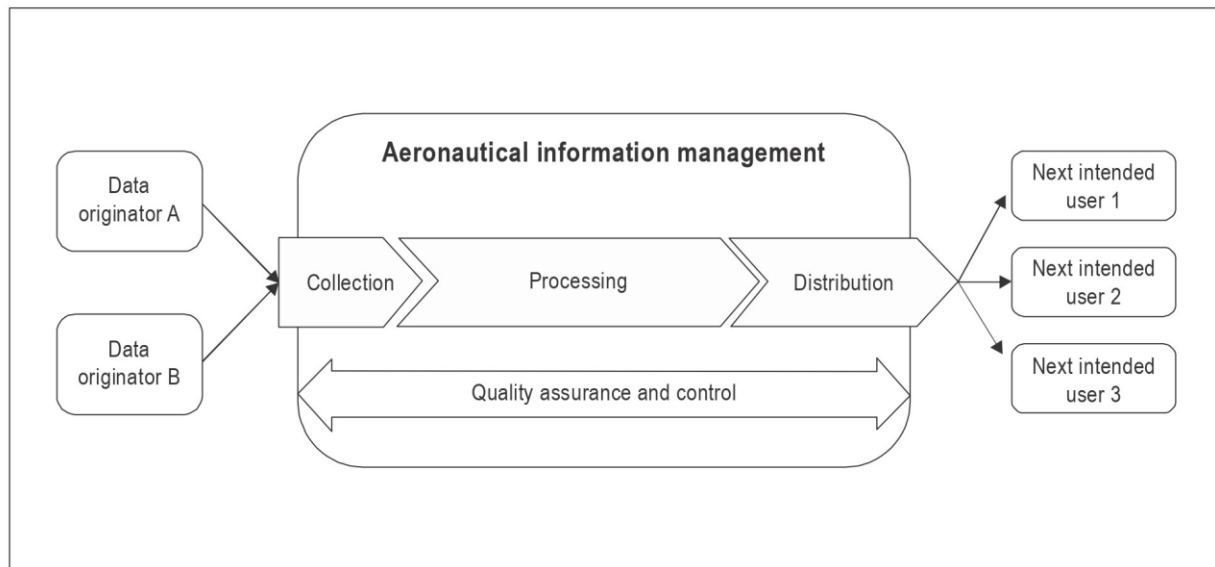 Aeronautical information management
Data
originator A
Data
originator B
Collection
Processing
Distribution
Quality assurance and control
Next intended
user 1
Next intended
user 2
Next intended
user 3